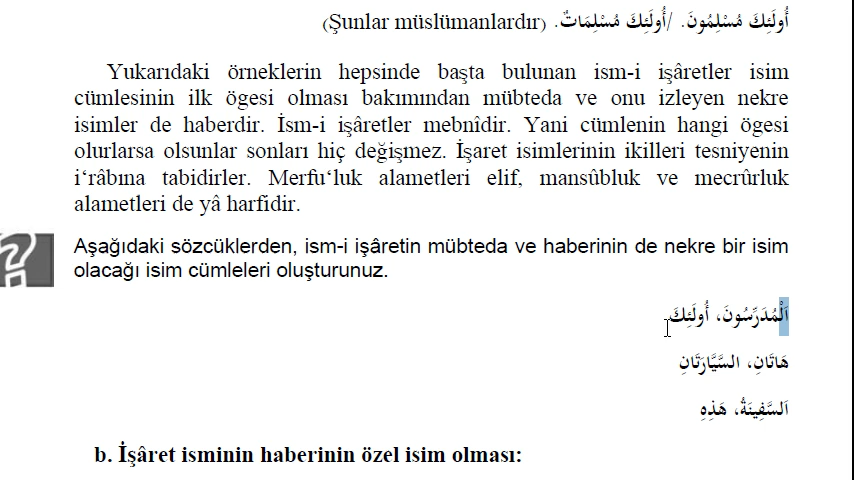 أُولَئِكَ مُسْلِمُونَ. /أُولَئِكَ مُسْلِمَاتٌ. (Şunlar müslümanlardır)
Yukarıdaki örneklerin hepsinde başta bulunan ism-i işâretler isim
cümlesinin ilk ögesi olması bakımından mübteda ve onu izleyen nekre
isimler de haberdir. İsm-i işâretler mebnîdir. Yani cümlenin hangi ögesi
olurlarsa olsunlar sonları hiç değişmez. İşaret isimlerinin ikilleri tesniyenin
i‘râbına tabidirler. Merfu‘luk alametleri elif, mansûbluk ve mecrûrluk
alametleri de yâ harfidir.
Aşağıdaki sözcüklerden, ism-i işâretin mübteda ve haberinin de nekre bir isim
olacağı isim cümleleri oluşturunuz.
اَلْمُدَرِّسُونَ، أُولَئِكَ
هَاتَانِ، السَّيَّارَتَانِ
اَلسَّفِينَةُ، هَذِهِ
b. İşâret isminin haberinin özel isim olması: